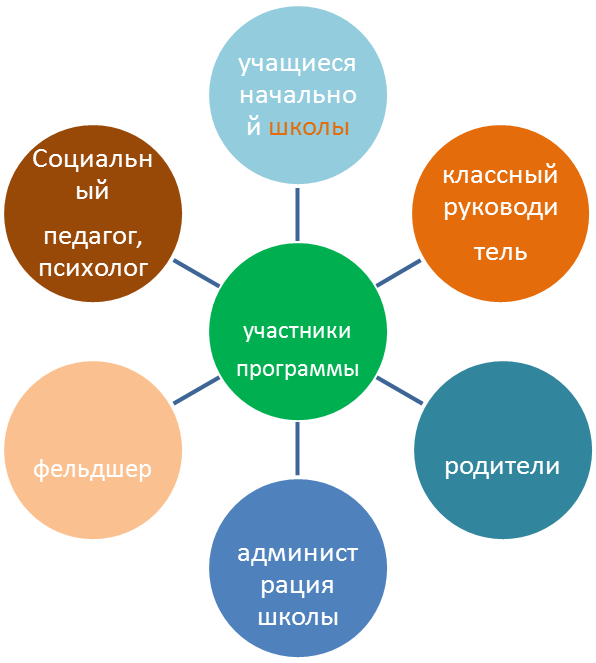 учащиеся
начально
й школы
Социальн
ый
педагог,
психолог
классный
руководи
тель
участники
программы
фельдшер
родители
админист
рация
школы